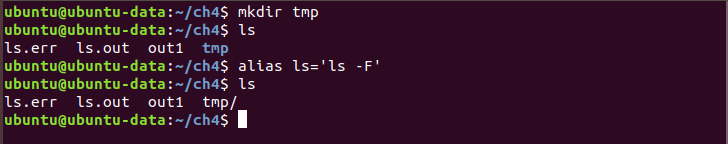 ubuntu@ubuntu-data:~/ch4$ mkdir tmp
ubuntu@ubuntu-data:~/ch4$ ls
ls.err  ls.out  out1  tmp
ubuntu@ubuntu-data:~/ch4$ alias ls='ls -F'
ubuntu@ubuntu-data:~/ch4$ ls
ls.err  ls.out  out1  tmp/
ubuntu@ubuntu-data:~/ch4$